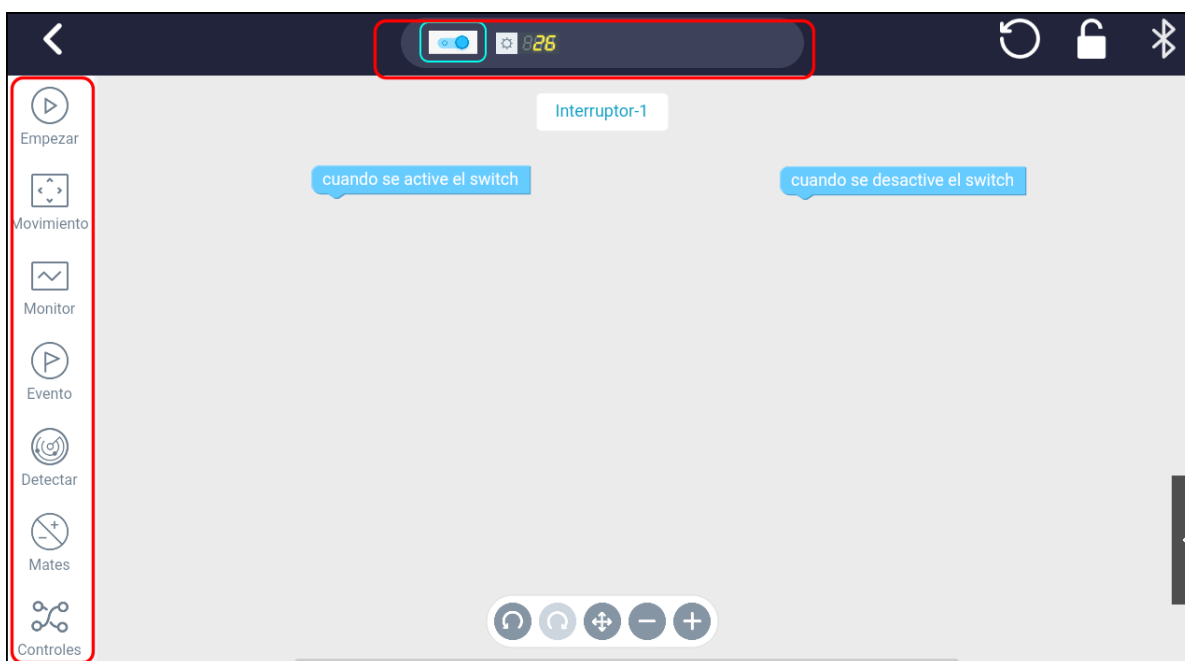 26
Interruptor-1
Empezar
cuando se active el switch
cuando se desactive el switch
Movimiento
Monitor
Evento
Detectar
Mates
Controles